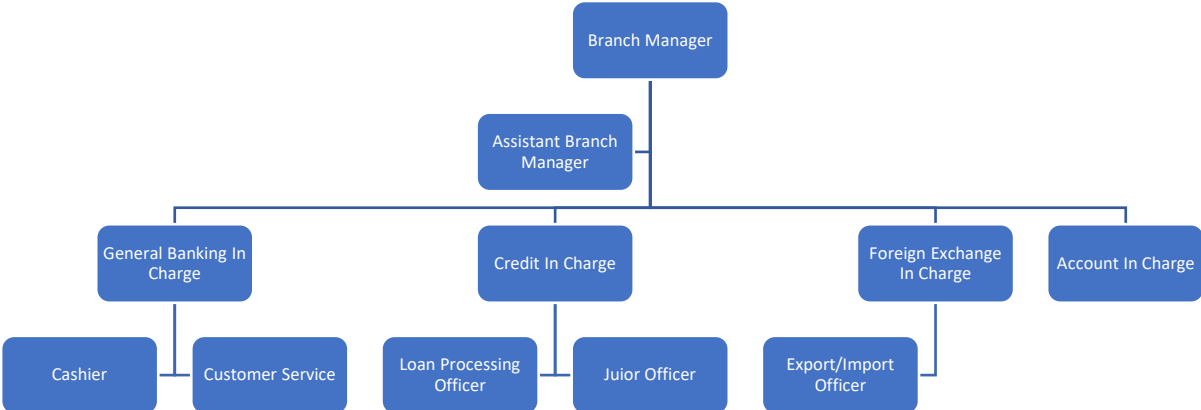 Branch Manager
Assistant Branch
Manager
General Banking In
Charge
Credit In Charge
Foreign Exchange
In Charge
Account In Charge
Cashier
Customer Service
Loan Processing
Officer
Juior Officer
Export/Import
Officer